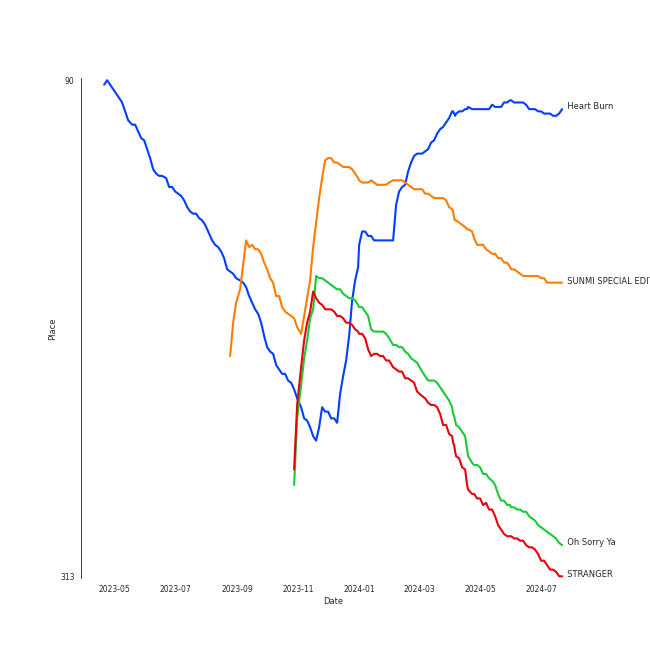 90
Heart Burn
SUNMI SPECIAL EDI
Place
Oh Sorry Ya
STRANGER
313
2023-05 2023-07 2023-09 2023-11 2024-01 2024-03 2024-05 2024-07
Date